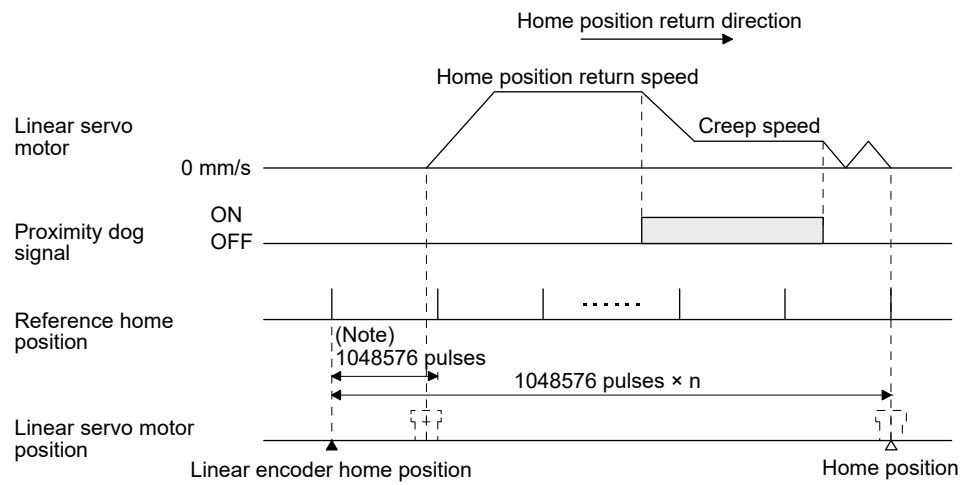 Home position return direction
Home position return speed
Linear servo
motor
Creep speed
0 mm/s
ON
Proximity dog
signal
OFF
Reference home
position
(Note)
1048576 pulses
1048576 pulses × n
Linear servo motor
position
Linear encoder home position
Home position